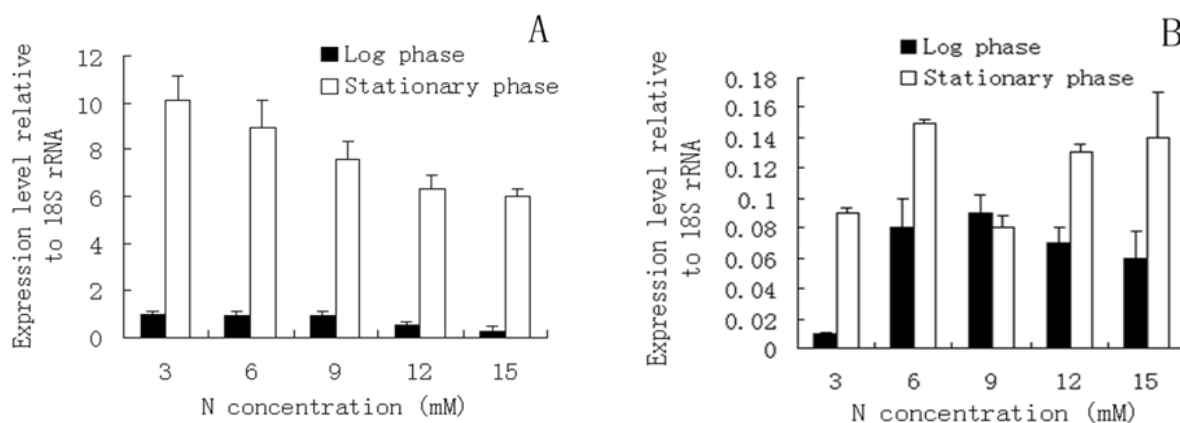 A
Log phase
Stationary phase
Expression level relative
to 18S rRNA
12
10
8
6
4
2
0
3 6 9 12 15
N concentration (mM)
B
Log phase
Stationary phase
Expression level relative
to 18S rRNA
0.18
0.16
0.14
0.12
0.1
0.08
0.06
0.04
0.02
0
3 6 9 12 15
N concentration (mM)